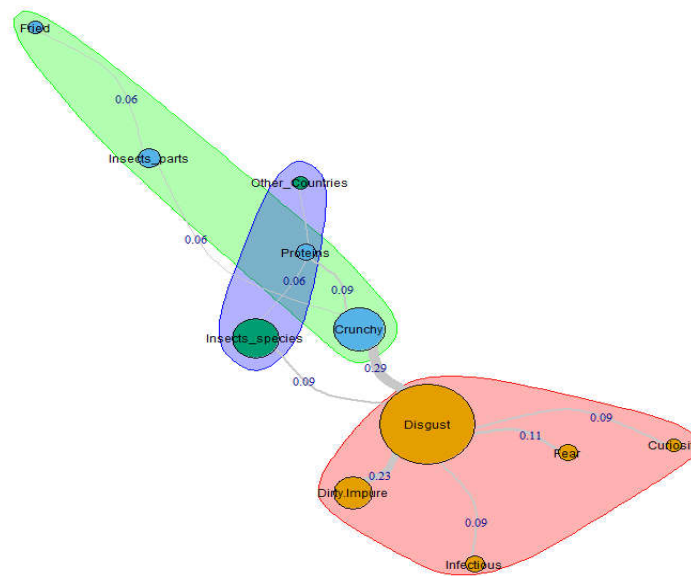 Fried
0.06
Insects_parts
Other_Countries
0.06
Proteins
0.06
0.09
Insects_species
Crunchy
0.29
0.09
Disgust
0.09
0.11
Curiosit
Fear
0.23
Dirty.Impure
0.09
Infectious